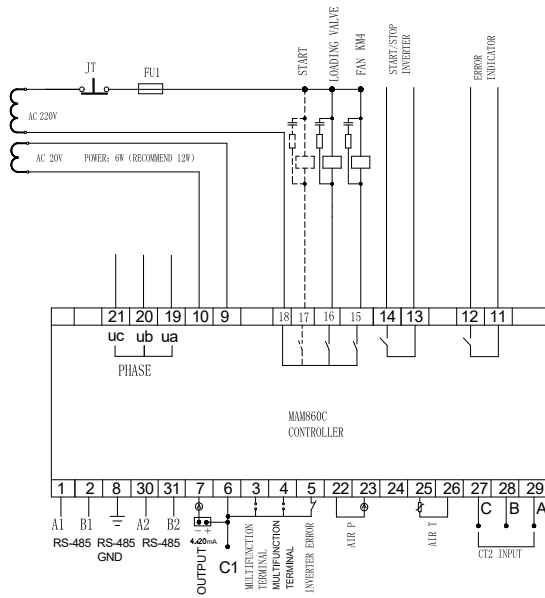 JT
FU1
START
LOADING VALVE
FAN KM4
START/STOP
INVERTER
ERROR
INDICATOR
AC 220V
AC 20V
POWER: 6W (RECOMMEND 12W)
21
20
19
10
9
18
17
16
15
14
13
12
11
uc
ub
ua
PHASE
MAM860C
CONTROLLER
1
2
8
30
31
7
6
3
4
5
22
23
24
25
26
27
28
29
A1
B1
A2
B2
RS-485
RS-485
GND
RS-485
- +
4~20mA
OUTPUT
C1
MULTIFUNCTION
TERMINAL
MULTIFUNCTION
TERMINAL
INVERTER ERROR
AIR P
AIR T
C
B
A
CT2 INPUT